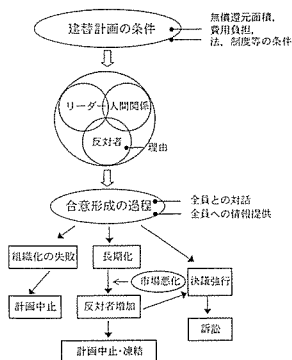 建替計画の条件
無償還元面積,
費用負担,
法、制度等の条件
リーダー
人間関係
反対者
理由
合意形成の過程
全員との対話
全員への情報提供
組織化の失敗
長期化
市場悪化
決議強行
計画中止
反対者増加
訴訟
計画中止・凍結